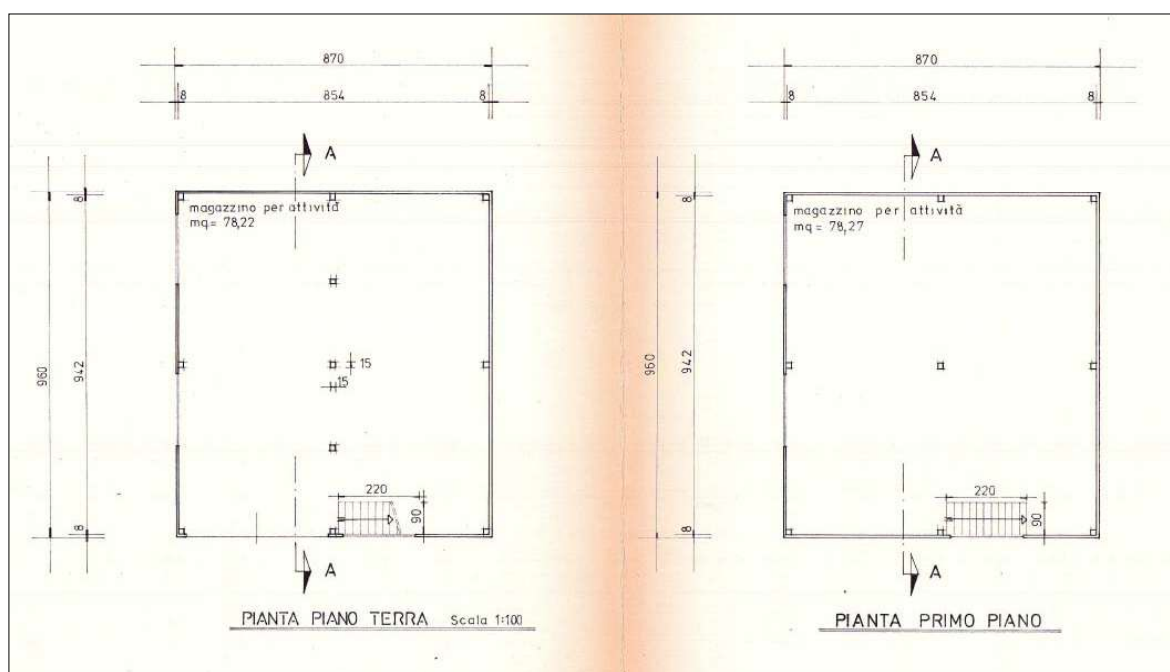 870
8 854 8
A
8
magazzino per attività
mq= 78,22
960
942
15
15
220
90
8
A
PIANTA PIANO TERRA Scala 1:100
870
8 854 8
A
8
magazzino per attività
mq= 78,27
960
942
220
90
8
A
PIANTA PRIMO PIANO